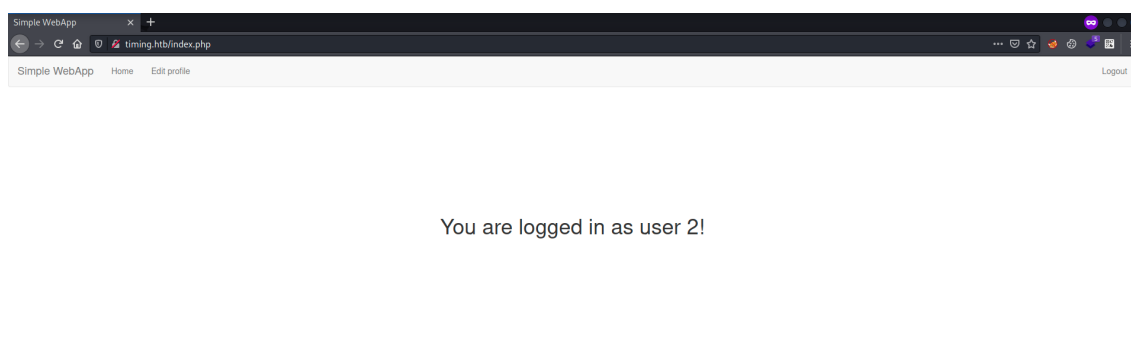 Simple WebApp
timing.htb/index.php
Simple WebApp Home Edit profile Logout
You are logged in as user 2!